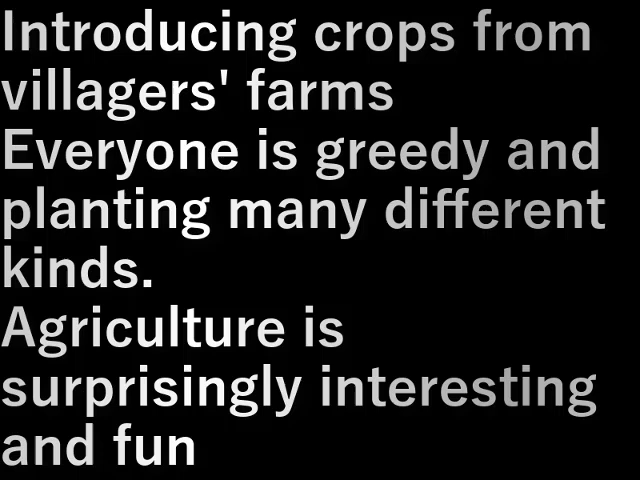 Introducing crops from
villagers' farms
Everyone is greedy and
planting many different
kinds.
Agriculture is
surprisingly interesting
and fun